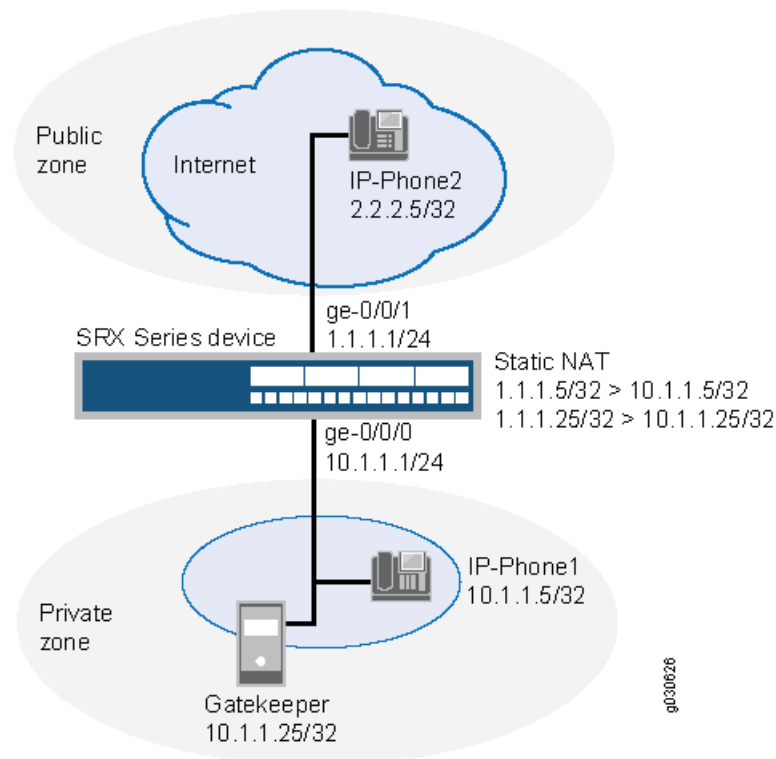 Public
zone
Internet
IP-Phone2
2.2.2.5/32
ge-0/0/1
1.1.1.1/24
SRX Series device
Static NAT
1.1.1.5/32 > 10.1.1.5/32
1.1.1.25/32 > 10.1.1.25/32
ge-0/0/0
10.1.1.1/24
IP-Phone1
10.1.1.5/32
Private
zone
Gatekeeper
10.1.1.25/32
g030626